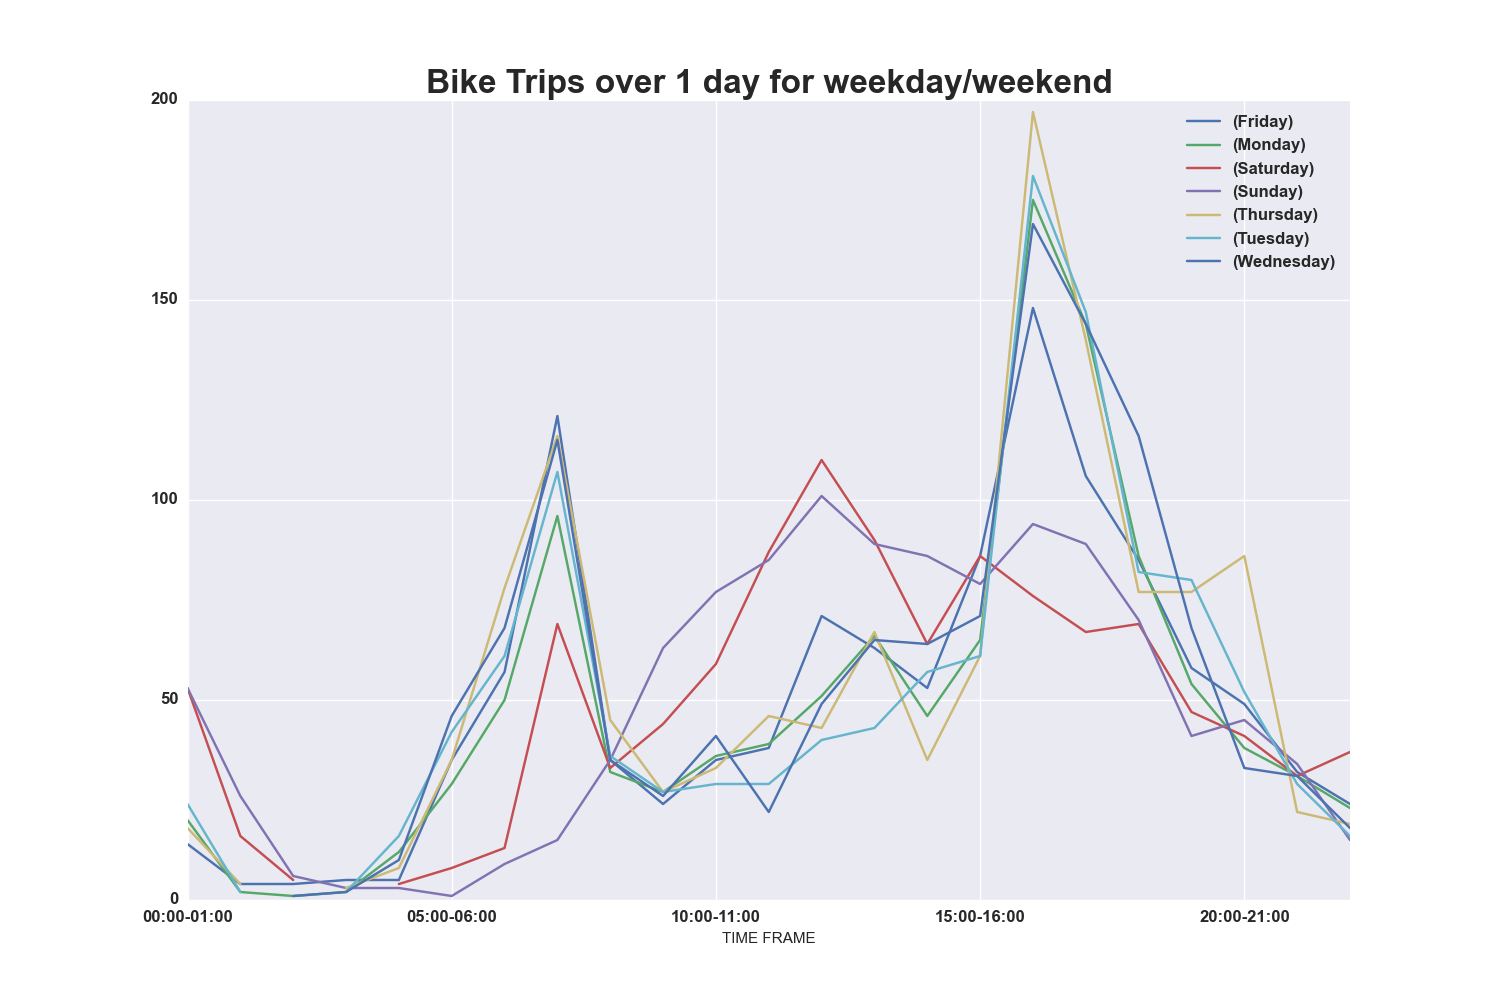 Bike Trips over 1 day for weekday/weekend
200
150
100
50
0
(Friday)
(Monday)
(Saturday)
(Sunday)
(Thursday)
(Tuesday)
(Wednesday)
00:00-01:00 05:00-06:00 10:00-11:00 15:00-16:00 20:00-21:00
TIME FRAME